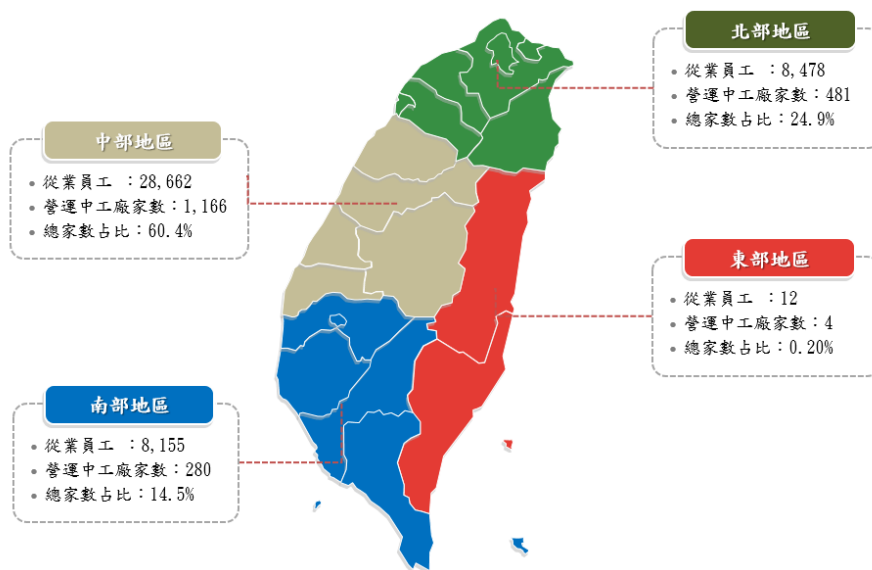 北部地區
從業員工 :8,478
營運中工廠家數:481
總家數占比:24.9%
中部地區
從業員工 :28,662
營運中工廠家數:1,166
總家數占比:60.4%
東部地區
從業員工 :12
營運中工廠家數:4
總家數占比:0.20%
南部地區
從業員工 :8,155
營運中工廠家數:280
總家數占比:14.5%